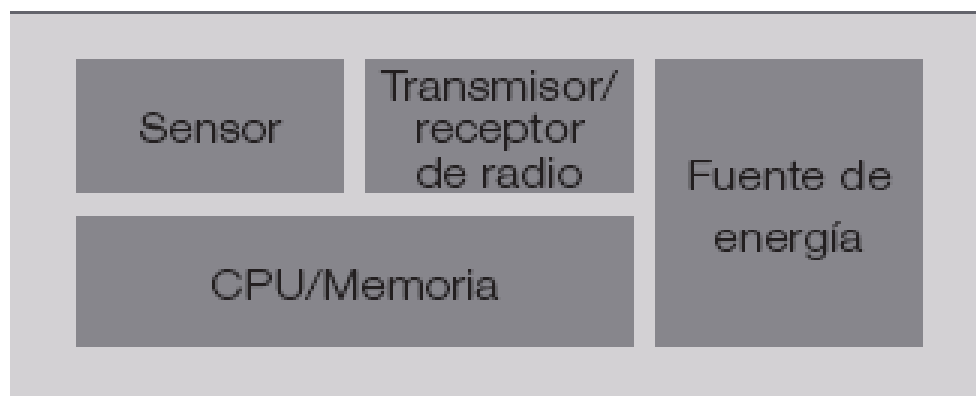 Sensor
Transmisor/
receptor
de radio
Fuente de
energía
CPU/Memoria